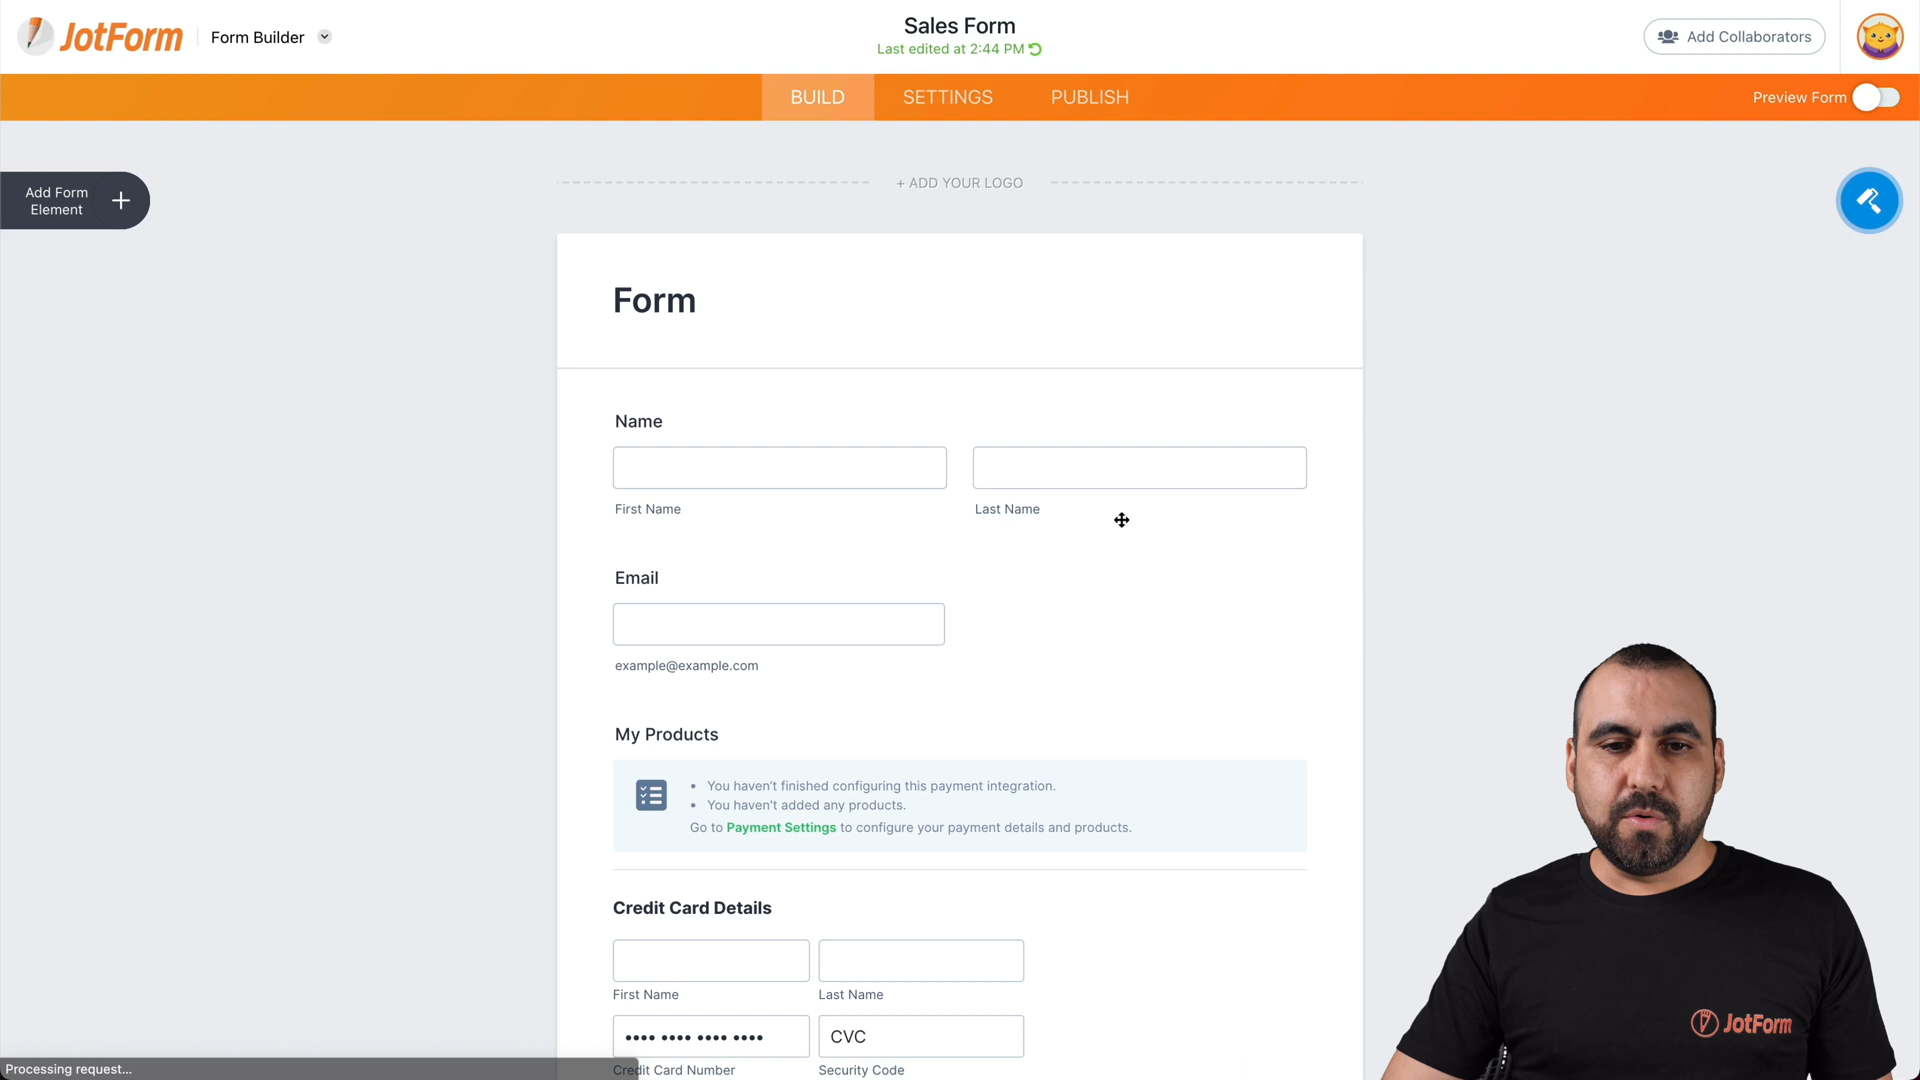 JotForm
Form Builder
Sales Form
Last edited at 2:44 PM
Add Collaborators
BUILD
SETTINGS
PUBLISH
Preview Form
Add Form
Element
+ ADD YOUR LOGO
Form
Name
First Name
Last Name
Email
example@example.com
My Products
• You haven't finished configuring this payment integration.
• You haven't added any products.
Go to Payment Settings to configure your payment details and products.
Credit Card Details
First Name
Last Name
•••• •••• •••• ••••
CVC
Credit Card Number
Security Code
Processing request...
JotForm